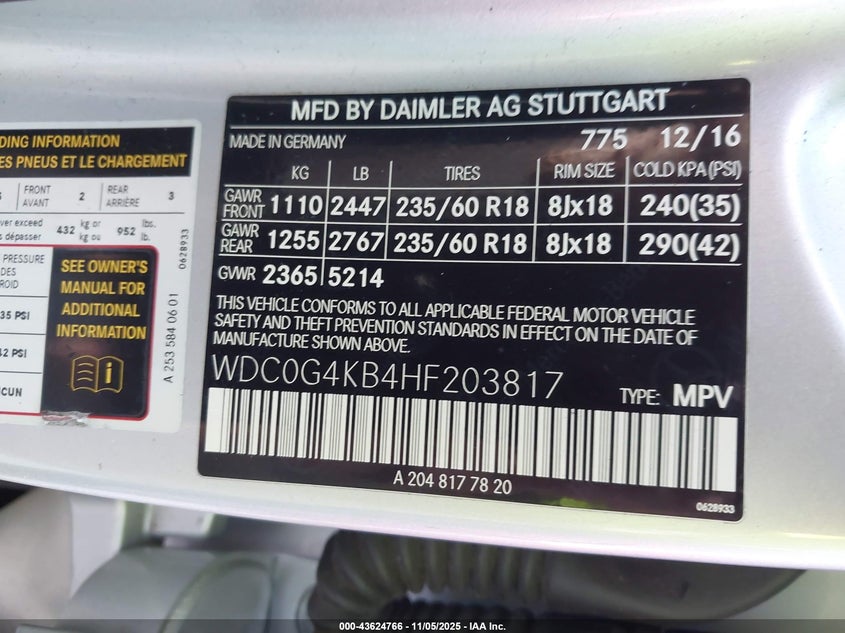 DING INFORMATION
ES PNEUS ET LE CHARGEMENT
FRONT
AVANT
2
REAR
ARRIÈRE
3
ver exceed
dépasser
432
kg or
kg ou
952
lbs.
lb.
PRESSURE
35 PSI
42 PSI
SEE OWNER'S
MANUAL FOR
ADDITIONAL
INFORMATION
0628933
A 253 584 06 01
MFD BY DAIMLER AG STUTTGART
MADE IN GERMANY 775 12/16
KG LB TIRES RIM SIZE COLD KPA (PSI)
GAWR FRONT 1110 2447 235/60 R18 8Jx18 240(35)
GAWR REAR 1255 2767 235/60 R18 8Jx18 290(42)
GVWR 2365 5214
THIS VEHICLE CONFORMS TO ALL APPLICABLE FEDERAL MOTOR VEHICLE
SAFETY AND THEFT PREVENTION STANDARDS IN EFFECT ON THE DATE OF
MANUFACTURE SHOWN ABOVE.
WDC0G4KB4HF203817 TYPE: MPV
A 204 817 78 20
0628933
000-43624766 - 11/05/2025 - IAA Inc.